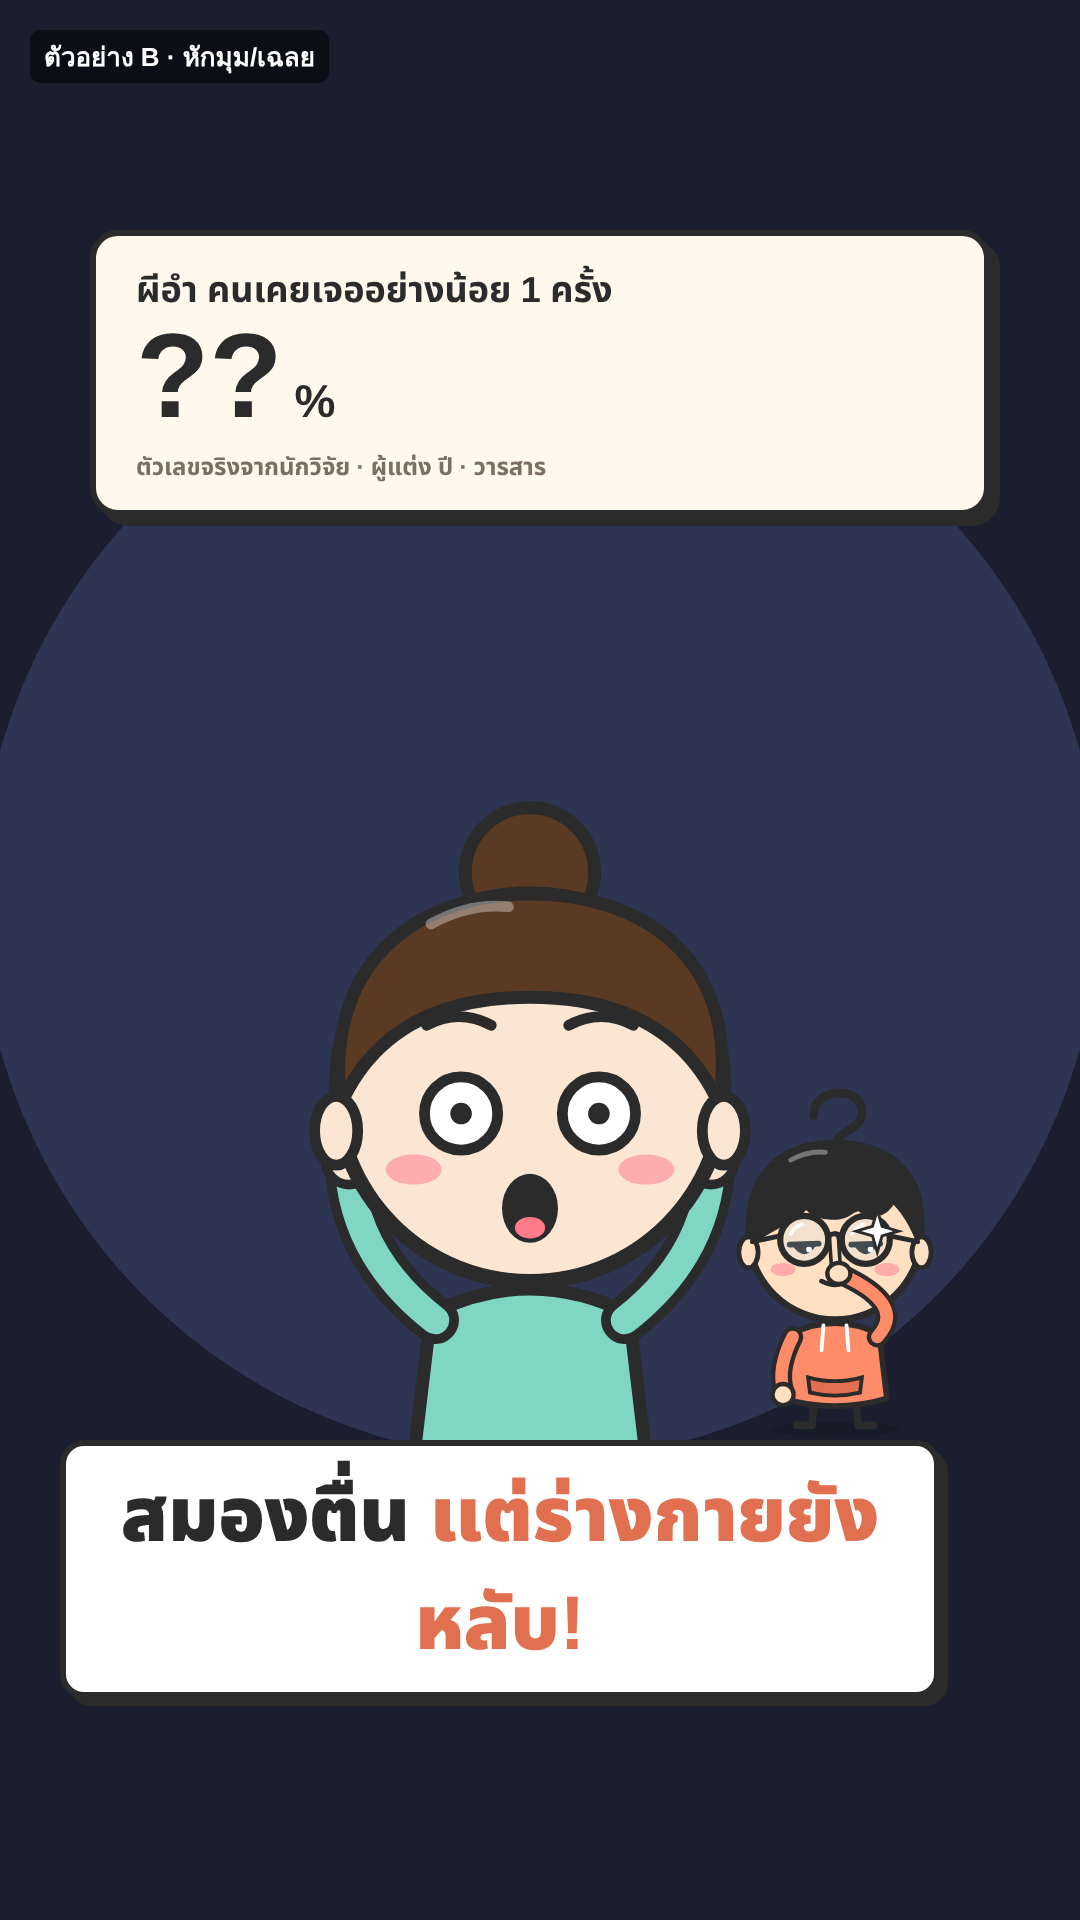 ตัวอย่าง B · หักมุม/เฉลย
ผีอำ คนเคยเจออย่างน้อย 1 ครั้ง
?? %
ตัวเลขจริงจากนักวิจัย · ผู้แต่ง ปี · วารสาร
สมองตื่น แต่ร่างกายยัง
หลับ!